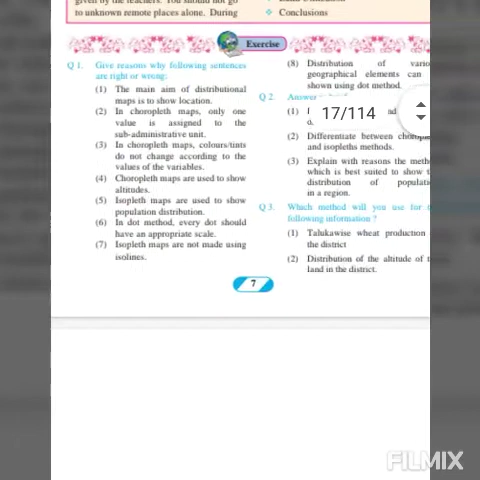 given by the teachers. You should not go
to unknown remote places alone. During
Conclusions
Exercise
Q 1. Give reasons why following sentences
are right or wrong:
(1) The main aim of distributional
maps is to show location.
(2) In choropleth maps, only one
value is assigned to the
sub-administrative unit.
(3) In choropleth maps, colours/tints
do not change according to the
values of the variables.
(4) Choropleth maps are used to show
altitudes.
(5) Isopleth maps are used to show
population distribution.
(6) In dot method, every dot should
have an appropriate scale.
(7) Isopleth maps are not made using
isolines.
(8) Distribution of
geographical elements can
shown using dot method.
Q 2.
(1)
17/114
(2) Differentiate between
and isopleths methods.
(3) Explain with reasons the
which is best suited to show
distribution of
in a region.
Q 3. Which method will you use for
following information ?
(1) Talukawise wheat production
the district
(2) Distribution of the altitude of
land in the district.
7
FILMIX